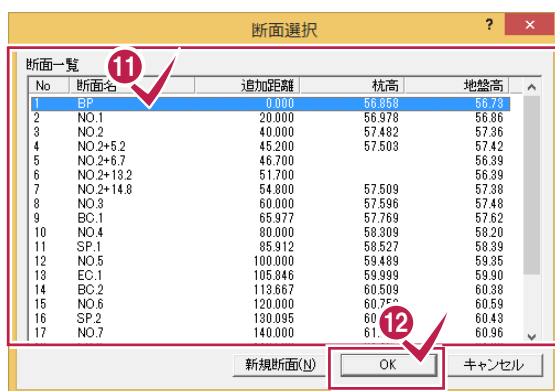 断面選択 ? ×
断面一覧
⑪
No 断面名 追加距離 杭高 地盤高
1 BP 0.000 56.858 56.73
2 NO.1 20.000 56.978 56.86
3 NO.2 40.000 57.482 57.36
4 NO.2+5.2 45.200 57.503 57.42
5 NO.2+6.7 46.700 56.39
6 NO.2+13.2 51.700 56.39
7 NO.2+14.8 54.800 57.509 57.38
8 NO.3 60.000 57.596 57.48
9 BC.1 65.977 57.769 57.62
10 NO.4 80.000 58.309 58.20
11 SP.1 85.912 58.527 58.39
12 NO.5 100.000 59.489 59.35
13 EC.1 105.846 59.999 59.90
14 BC.2 113.667 60.509 60.38
15 NO.6 120.000 60.59
16 SP.2 130.095 60.43
17 NO.7 140.000 60.96
⑫
新規断面(N) OK キャンセル